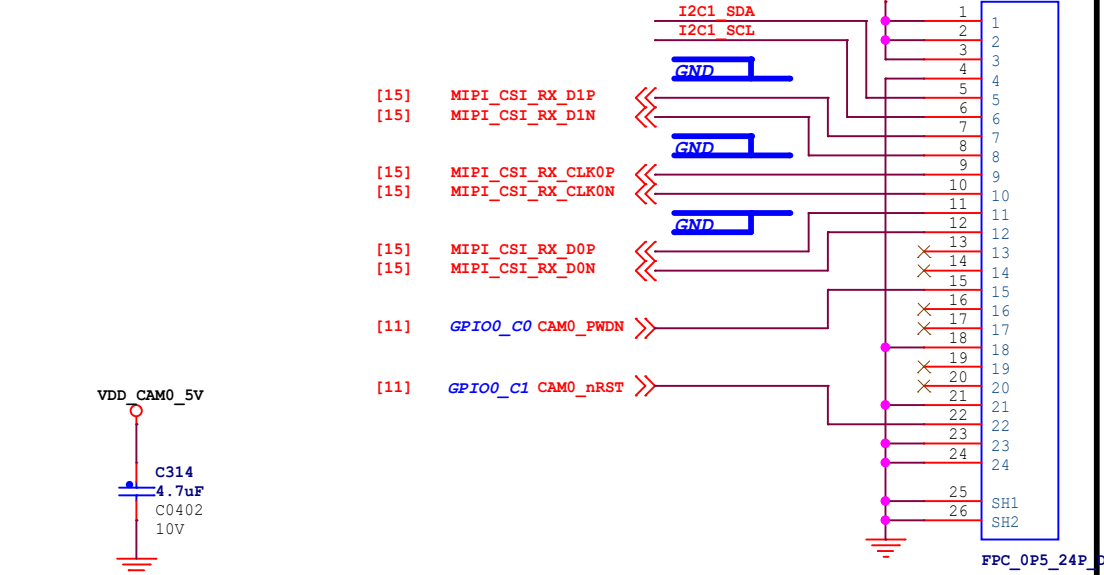 I2C1_SDA
I2C1_SCL
GND
[15] MIPI_CSI_RX_D1P
[15] MIPI_CSI_RX_D1N
GND
[15] MIPI_CSI_RX_CLK0P
[15] MIPI_CSI_RX_CLK0N
GND
[15] MIPI_CSI_RX_D0P
[15] MIPI_CSI_RX_D0N
[11] GPIO0_C0 CAM0_PWDN
[11] GPIO0_C1 CAM0_nRST
1 1
2 2
3 3
4 4
5 5
6 6
7 7
8 8
9 9
10 10
11 11
12 12
13 13
14 14
15 15
16 16
17 17
18 18
19 19
20 20
21 21
22 22
23 23
24 24
25 SH1
26 SH2
FPC_0P5_24P_
VDD_CAM0_5V
C314
4.7uF
C0402
10V